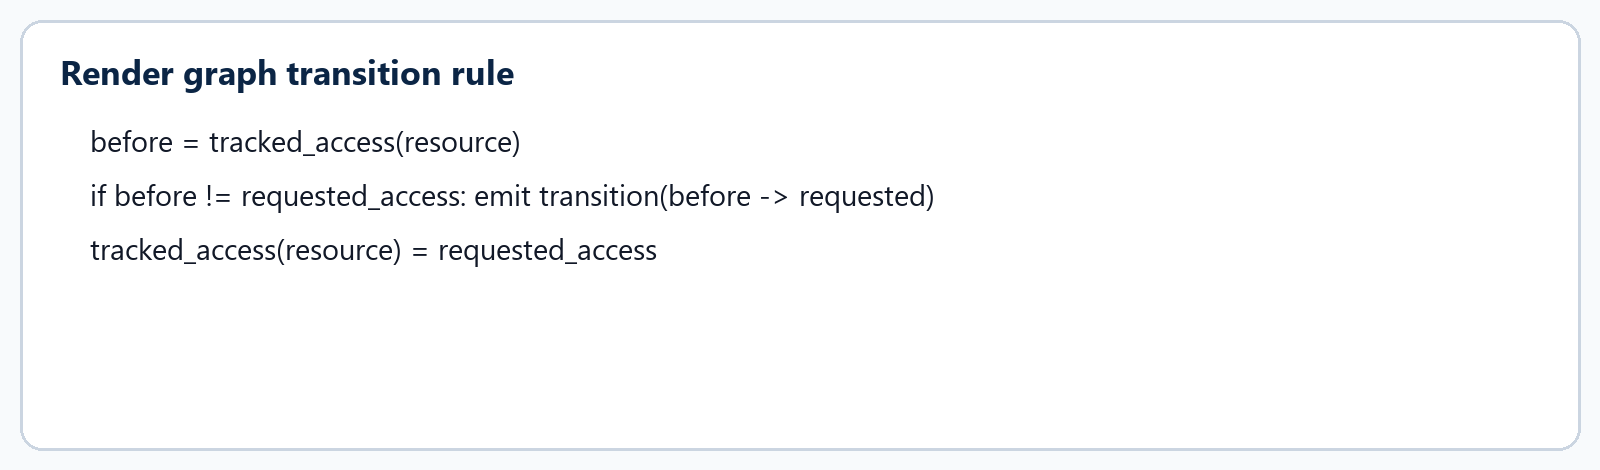 Render graph transition rule
before = tracked_access(resource)
if before != requested_access: emit transition(before -> requested)
tracked_access(resource) = requested_access